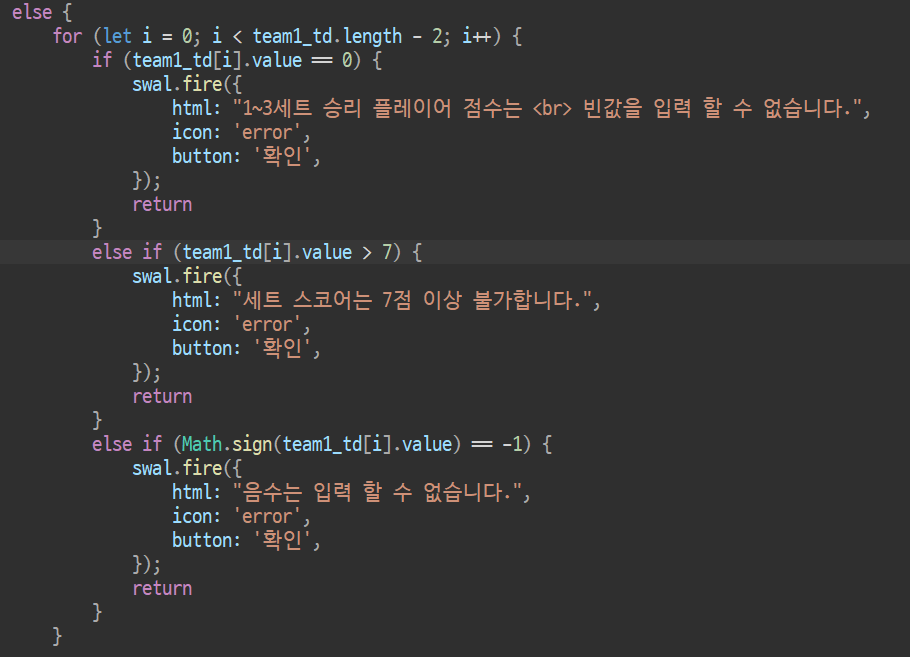 else {
for (let i = 0; i < team1_td.length - 2; i++) {
if (team1_td[i].value == 0) {
swal.fire({
html: "1~3세트 승리 플레이어 점수는 <br> 빈값을 입력 할 수 없습니다.",
icon: 'error',
button: '확인',
});
return
}
else if (team1_td[i].value > 7) {
swal.fire({
html: "세트 스코어는 7점 이상 불가합니다.",
icon: 'error',
button: '확인',
});
return
}
else if (Math.sign(team1_td[i].value) == -1) {
swal.fire({
html: "음수는 입력 할 수 없습니다.",
icon: 'error',
button: '확인',
});
return
}
}